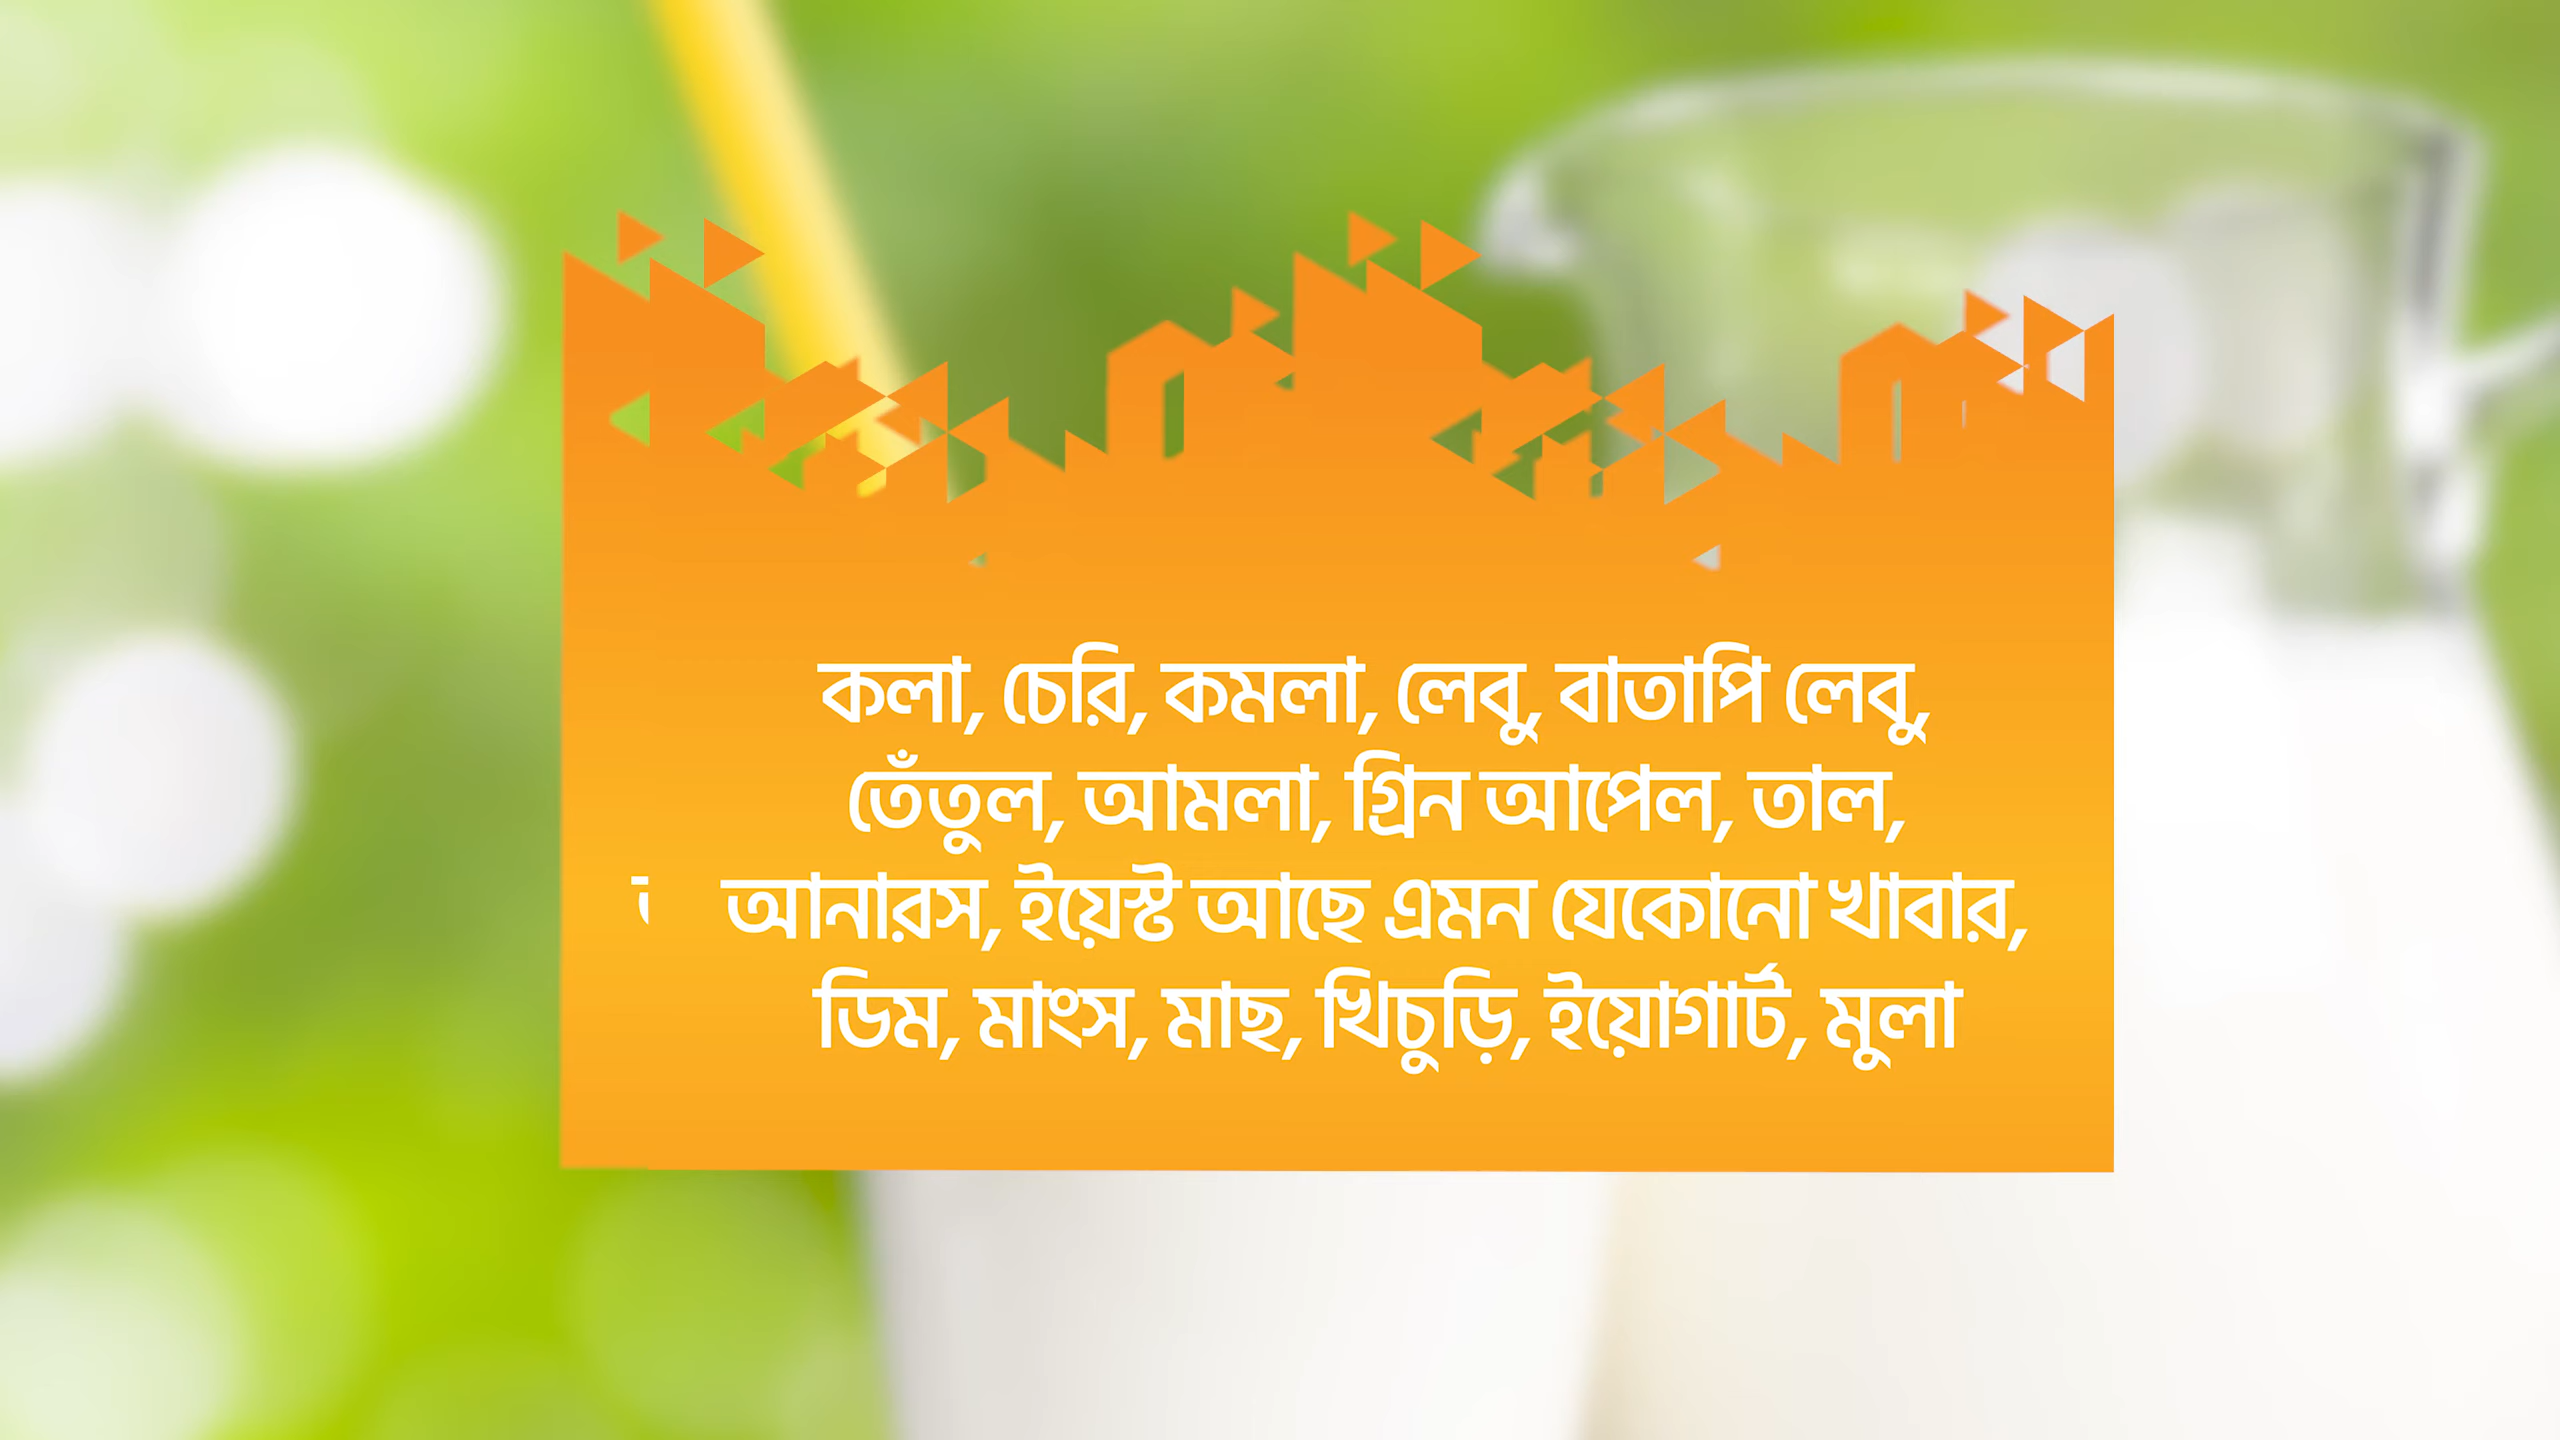 কলা, চেরি, কমলা, লেবু, বাতাপি লেবু,
তেঁতুল, আমলা, গ্রিন আপেল, তাল,
আনারস, ইয়েস্ট আছে এমন যেকোনো খাবার,
ডিম, মাংস, মাছ, খিচুড়ি, ইয়োগার্ট, মুলা